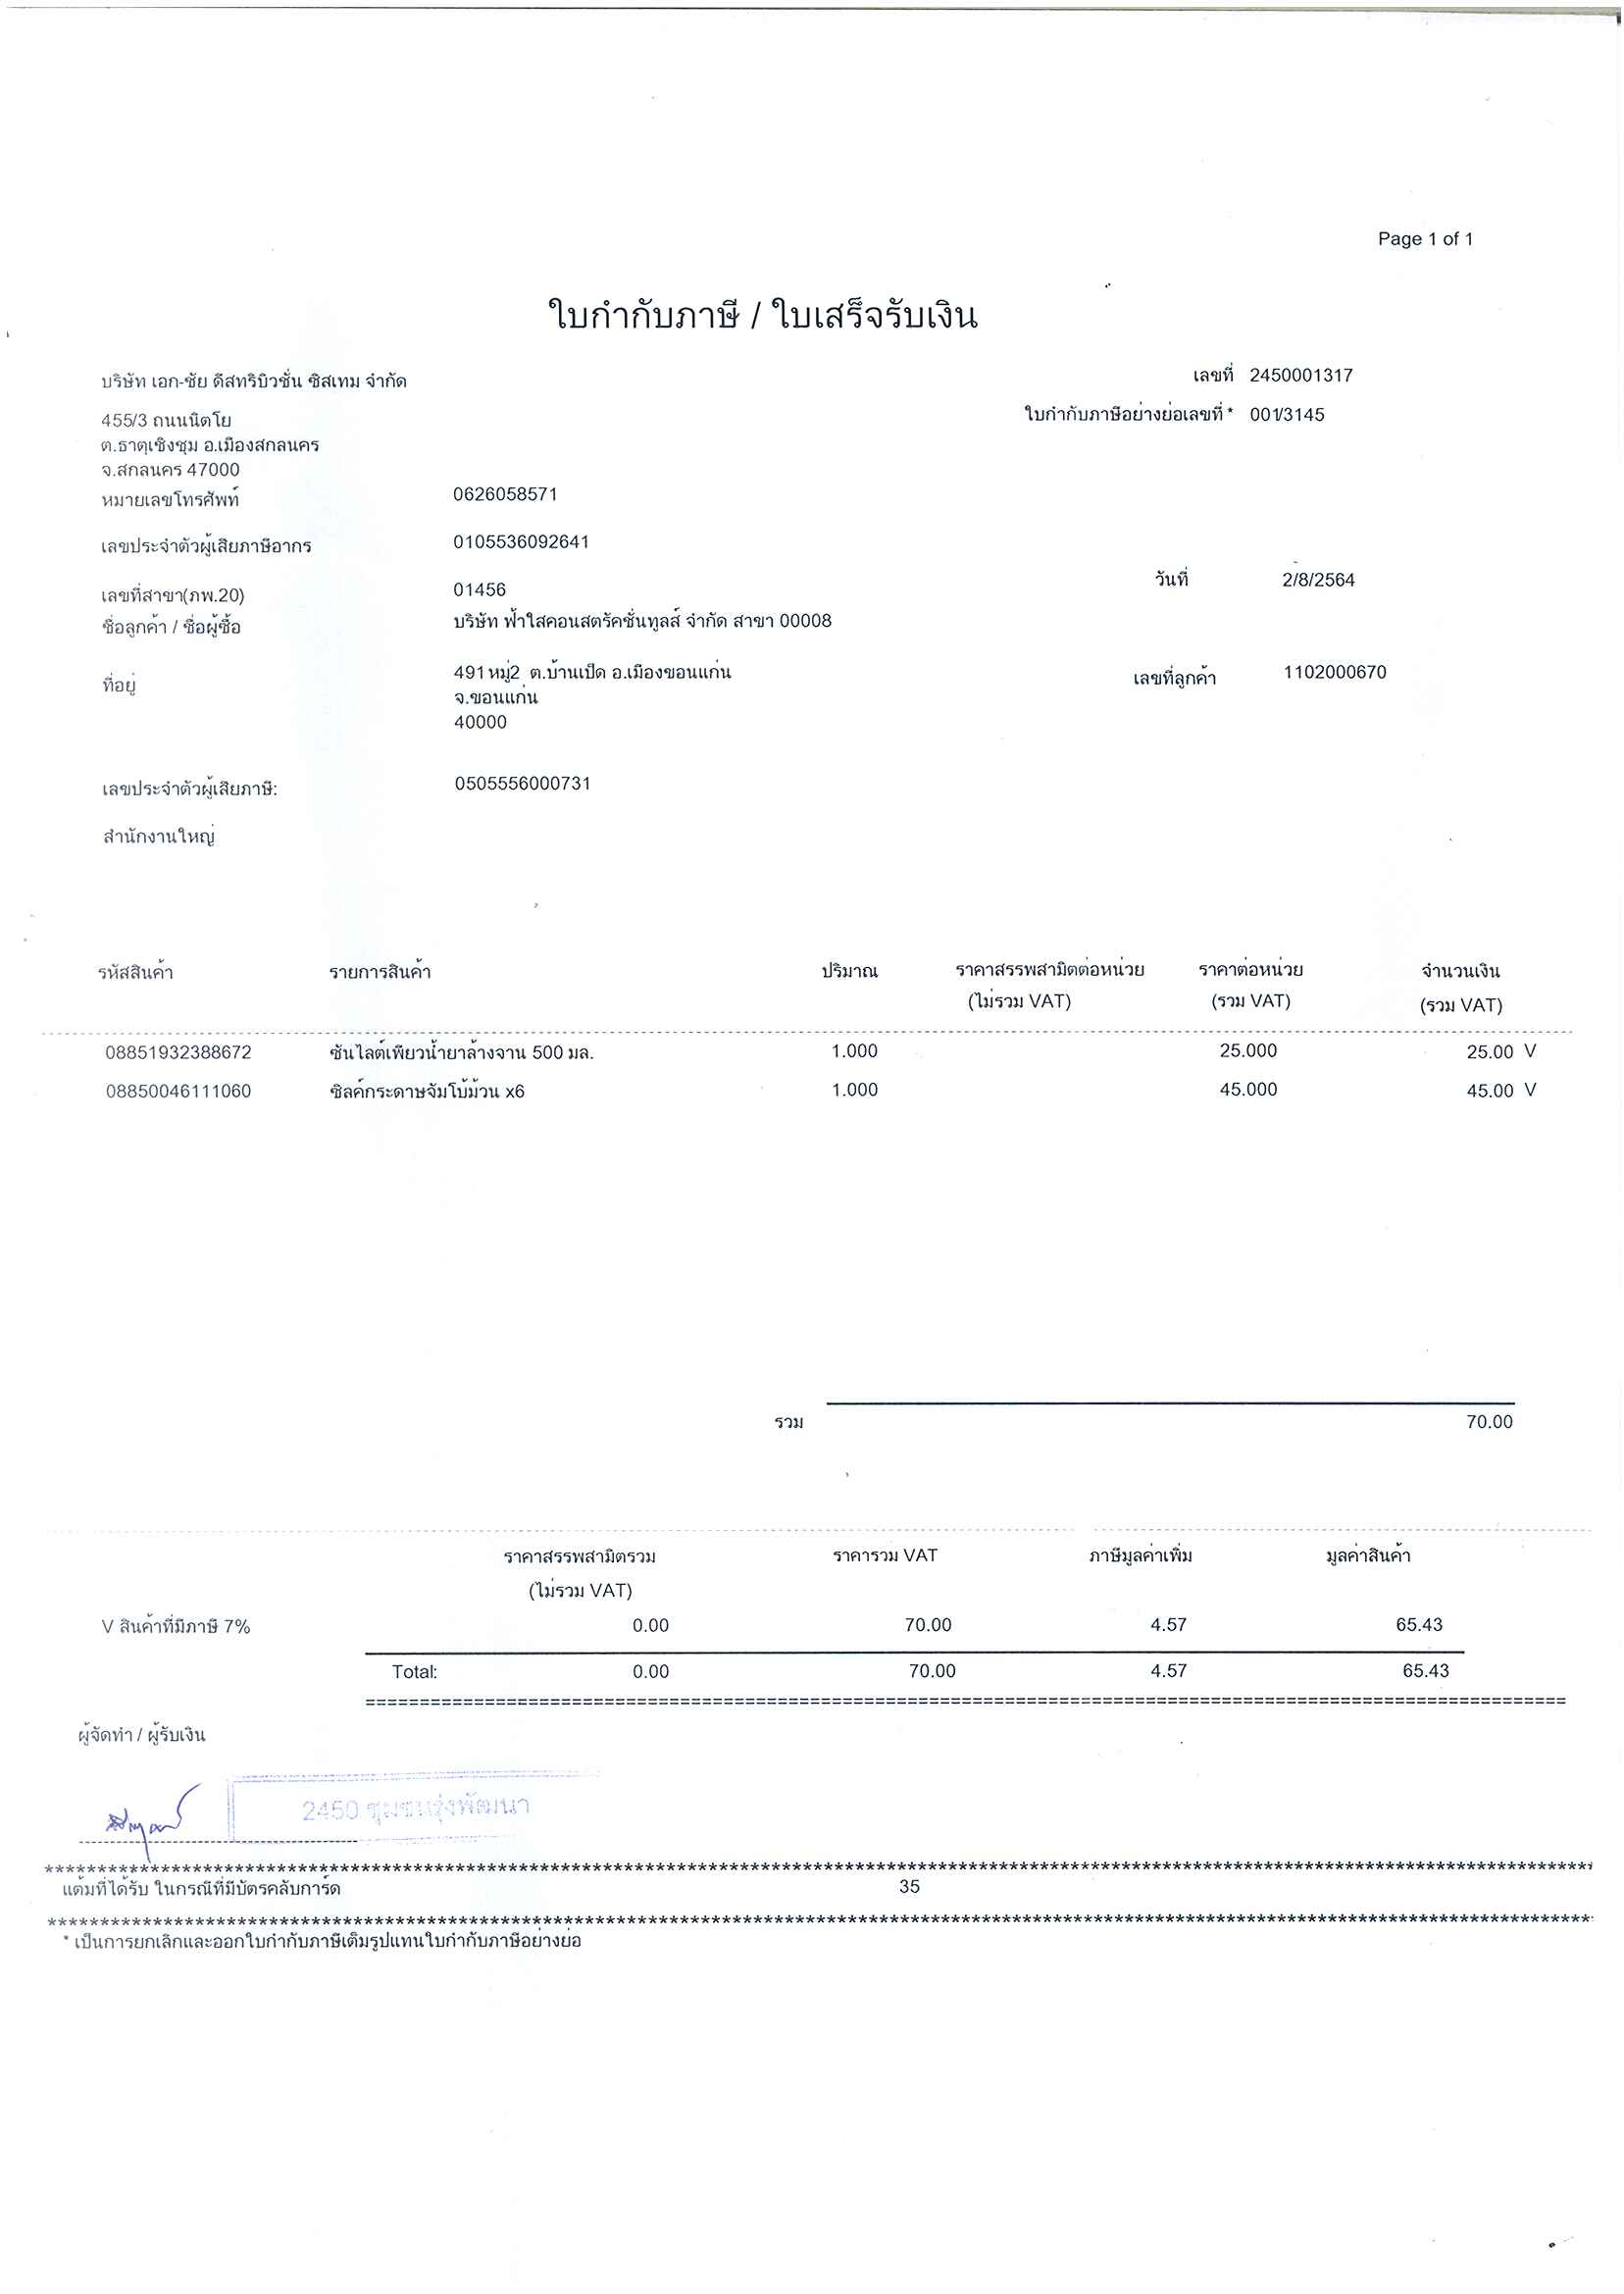 Page 1 of 1
ใบกำกับภาษี / ใบเสร็จรับเงิน
บริษัท เอก-ชัย ดีสทริบิวชั่น ซิสเทม จำกัด
เลขที่ 2450001317
455/3 ถนนนิตโย
ใบกำกับภาษีอย่างย่อเลขที่ * 001/3145
ต.ธาตุเชิงชุม อ.เมืองสกลนคร
จ.สกลนคร 47000
หมายเลขโทรศัพท์ 0626058571
เลขประจำตัวผู้เสียภาษีอากร 0105536092641
วันที่ 2/8/2564
เลขที่สาขา(ภพ.20) 01456
ชื่อลูกค้า / ชื่อผู้ซื้อ บริษัท ฟ้าใสคอนสตรัคชั่นทูลส์ จำกัด สาขา 00008
ที่อยู่ 491 หมู่2 ต.บ้านเป็ด อ.เมืองขอนแก่น เลขที่ลูกค้า 1102000670
จ.ขอนแก่น
40000
เลขประจำตัวผู้เสียภาษี: 0505556000731
สำนักงานใหญ่
รหัสสินค้า รายการสินค้า ปริมาณ ราคาสรรพสามิตต่อหน่วย ราคาต่อหน่วย จำนวนเงิน
(ไม่รวม VAT) (รวม VAT) (รวม VAT)
08851932388672 ซันไลต์เพียวน้ำยาล้างจาน 500 มล. 1.000 25.000 25.00 V
08850046111060 ซิลค์กระดาษจัมโบ้ม้วน x6 1.000 45.000 45.00 V
รวม 70.00
ราคาสรรพสามิตรวม ราคารวม VAT ภาษีมูลค่าเพิ่ม มูลค่าสินค้า
(ไม่รวม VAT)
V สินค้าที่มีภาษี 7% 0.00 70.00 4.57 65.43
Total: 0.00 70.00 4.57 65.43
ผู้จัดทำ / ผู้รับเงิน
2450 ชุมชนรุ่งพัฒนา
แต้มที่ได้รับ ในกรณีที่มีบัตรคลับการ์ด 35
* เป็นการยกเลิกและออกใบกำกับภาษีเต็มรูปแทนใบกำกับภาษีอย่างย่อ